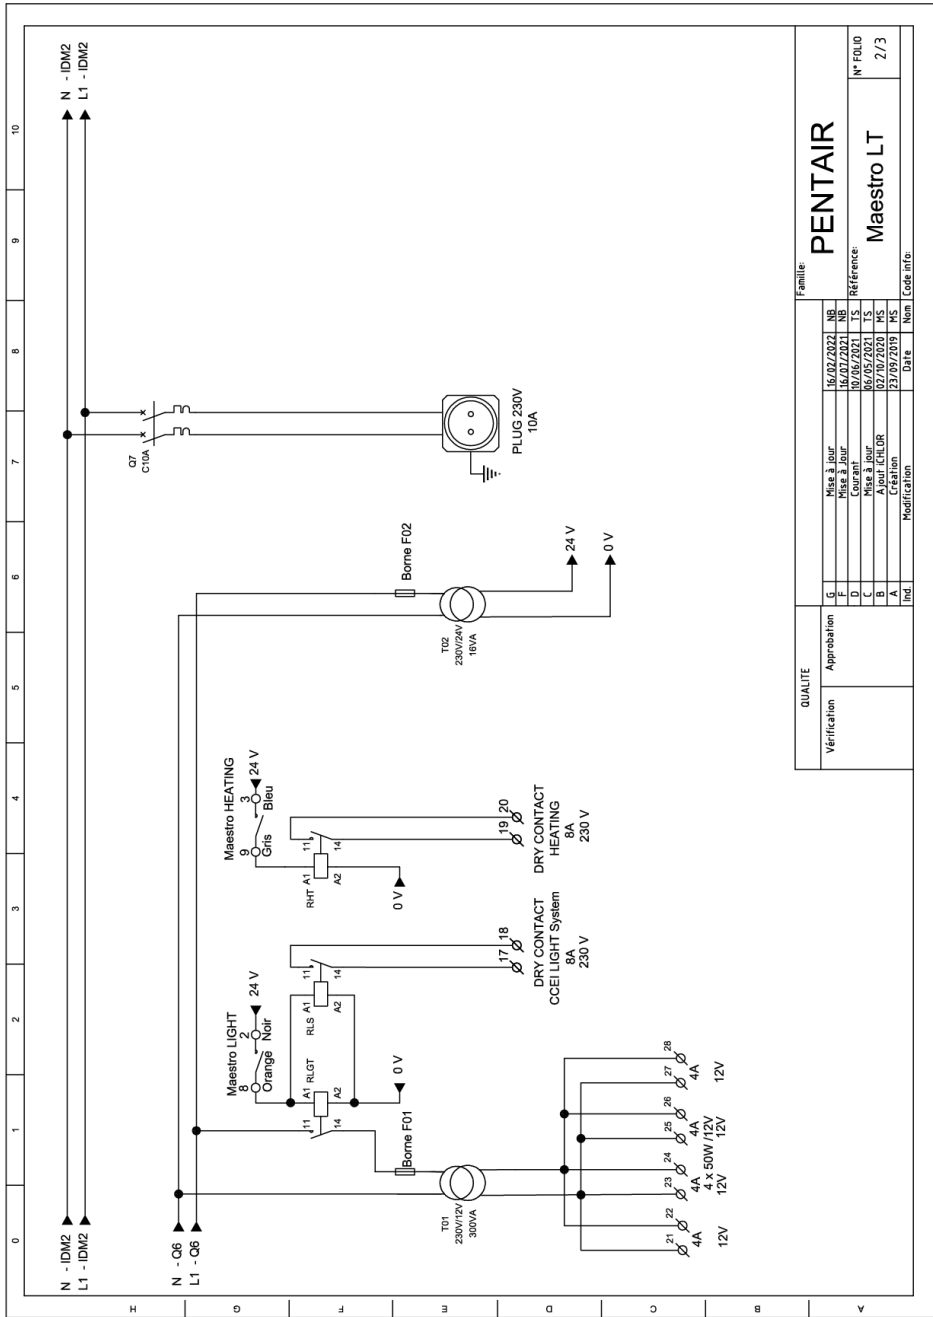 0 1 2 3 4 5 6 7 8 9 10
H
G
F
E
D
C
B
A
N - IDM2
L1 - IDM2
N - IDM2
L1 - IDM2
N - Q6
L1 - Q6
Maestro LIGHT
8 2
Orange Noir
24 V
A1 RLGT
A2
11
14
0 V
A1
A2
RLS
11
14
Borne F01
T01
230V/12V
300VA
21 22 23 24 25 26 27 28
4A 4A 4A 4A
4 x 50W /12V
12V 12V 12V 12V
17 18
DRY CONTACT
CCEI LIGHT System
8A
230 V
Maestro HEATING
9 3
Gris Bleu
24 V
RHT A1
A2
11
14
0 V
19 20
DRY CONTACT
HEATING
8A
230 V
Borne F02
T02
230V/24V
16VA
24 V
0 V
Q7
C10A
PLUG 230V
10A
QUALITE
Vérification Approbation
G Mise à jour 16/02/2022 NB
F Mise à Jour 16/07/2021 NB
D Courant 10/06/2021 TS
C Mise à jour 06/05/2021 TS
B Ajout iCHLOR 02/10/2020 MS
A Création 23/09/2019 MS
Ind. Modification Date Nom
Famille:
PENTAIR
Référence:
Maestro LT
N° FOLIO
2/3
Code info: